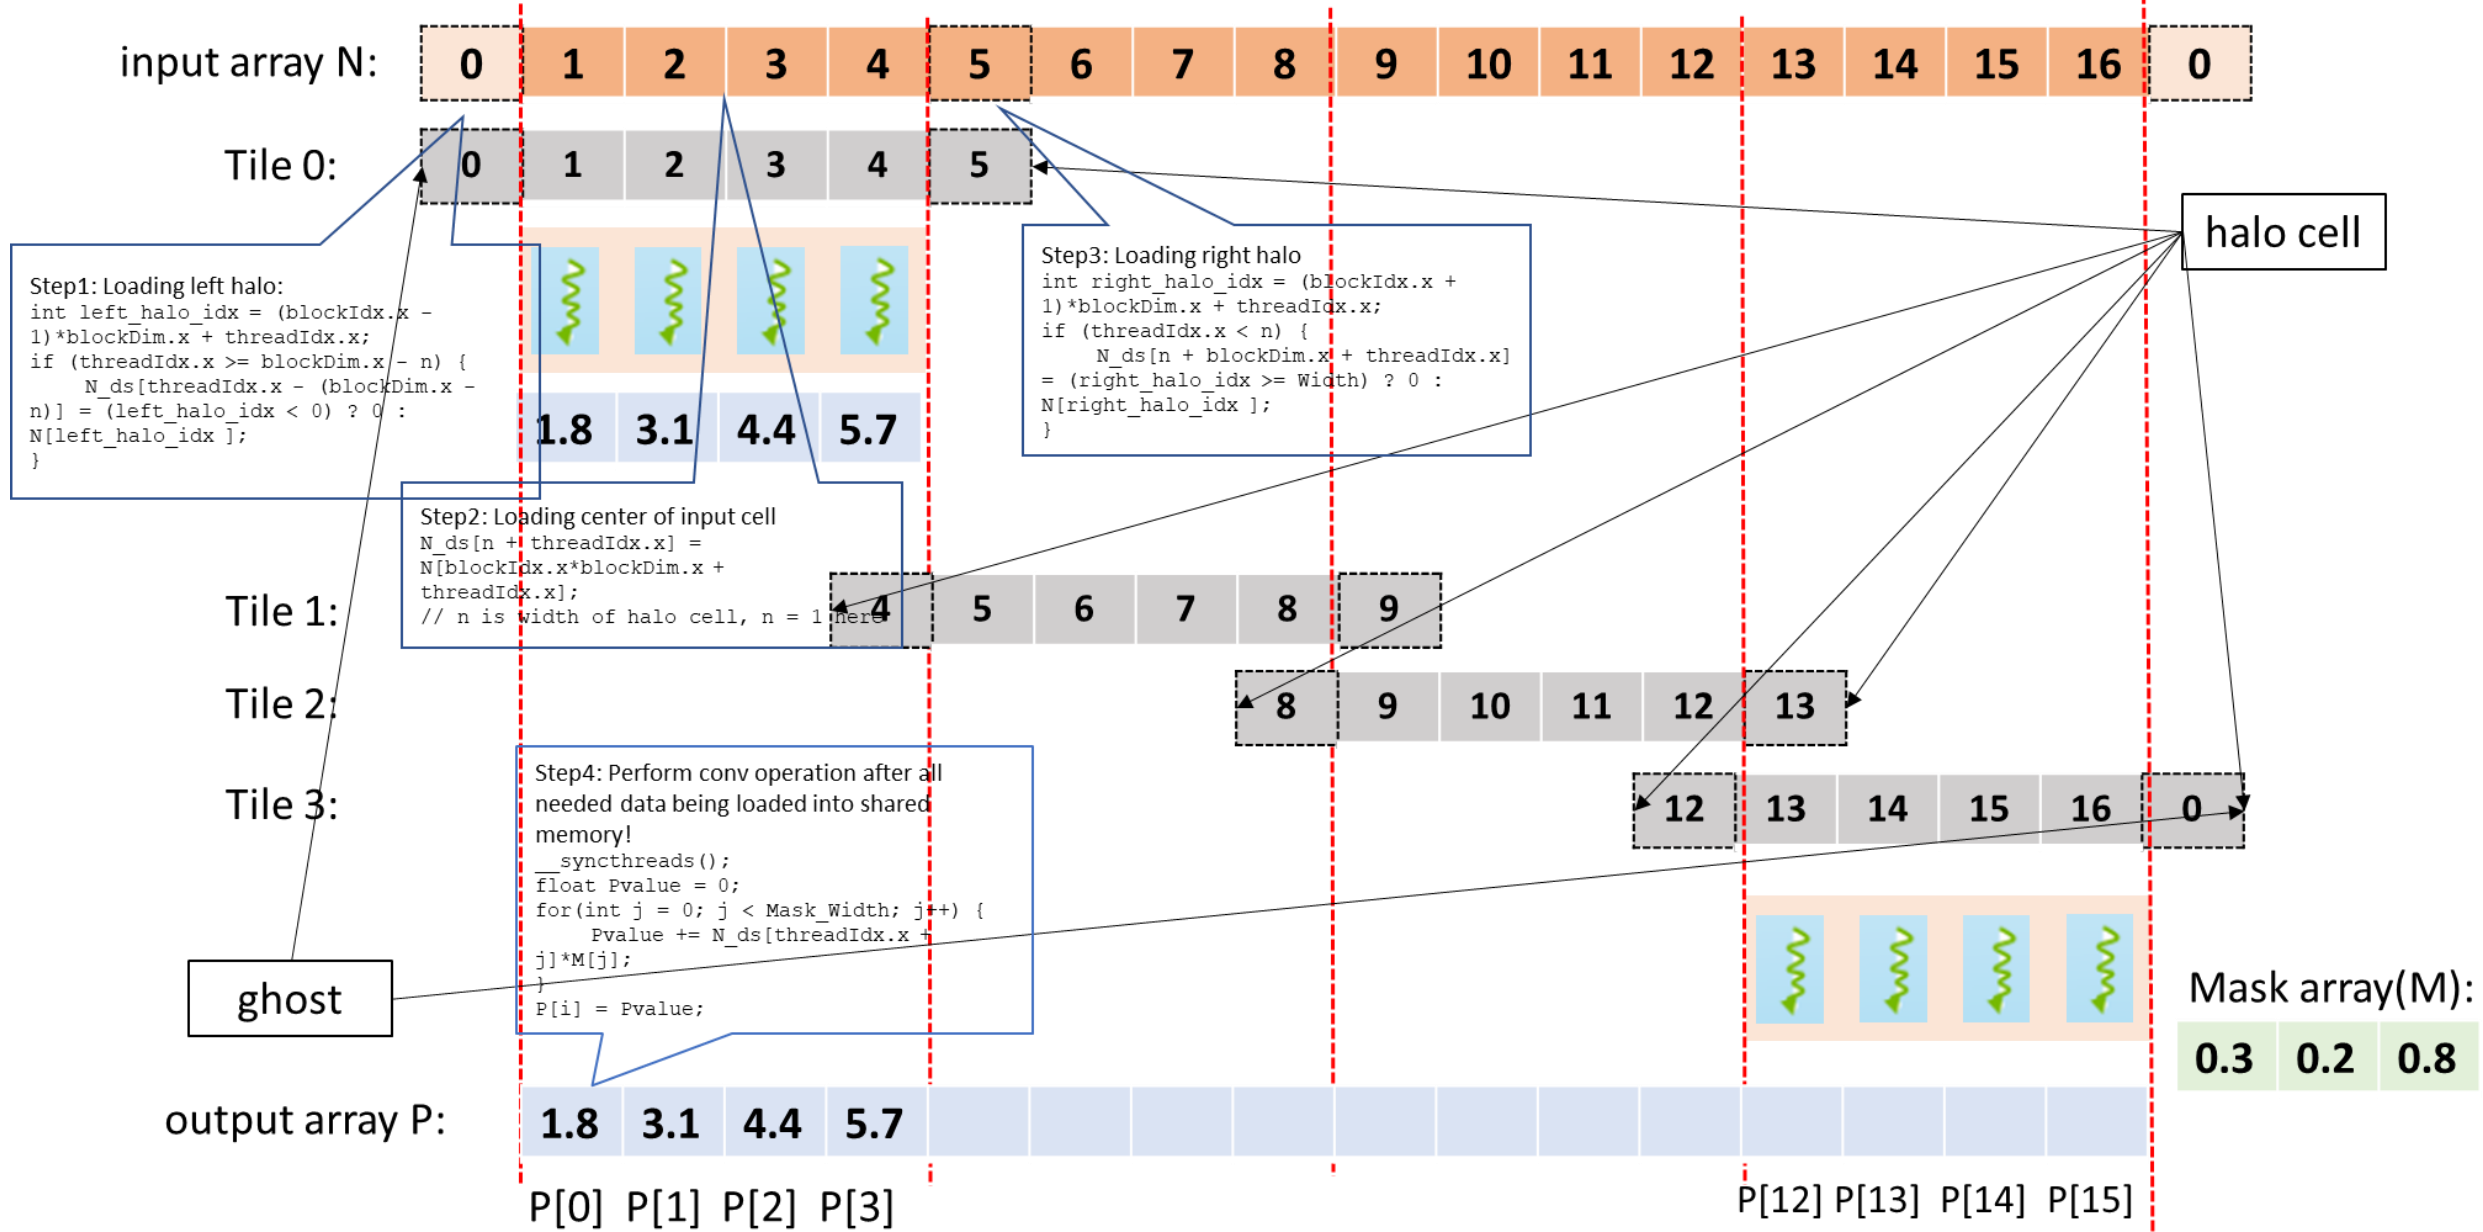 input array N: 0 1 2 3 4 5 6 7 8 9 10 11 12 13 14 15 16 0
Tile 0: 0 1 2 3 4 5
halo cell
Step1: Loading left halo:
int left_halo_idx = (blockIdx.x -
1)*blockDim.x + threadIdx.x;
if (threadIdx.x >= blockDim.x - n) {
N_ds[threadIdx.x - (blockDim.x -
n)] = (left_halo_idx < 0) ? 0 :
N[left_halo_idx ];
}
Step3: Loading right halo
int right_halo_idx = (blockIdx.x +
1)*blockDim.x + threadIdx.x;
if (threadIdx.x < n) {
N_ds[n + blockDim.x + threadIdx.x]
= (right_halo_idx >= Width) ? 0 :
N[right_halo_idx ];
}
1.8 3.1 4.4 5.7
Step2: Loading center of input cell
N_ds[n + threadIdx.x] =
N[blockIdx.x*blockDim.x +
threadIdx.x];
// n is width of halo cell, n = 1 here
Tile 1: 4 5 6 7 8 9
Tile 2: 8 9 10 11 12 13
Tile 3: 12 13 14 15 16 0
Step4: Perform conv operation after all
needed data being loaded into shared
memory!
__syncthreads();
float Pvalue = 0;
for(int j = 0; j < Mask_Width; j++) {
Pvalue += N_ds[threadIdx.x +
j]*M[j];
}
P[i] = Pvalue;
ghost
Mask array(M):
0.3 0.2 0.8
output array P: 1.8 3.1 4.4 5.7
P[0] P[1] P[2] P[3] P[12] P[13] P[14] P[15]